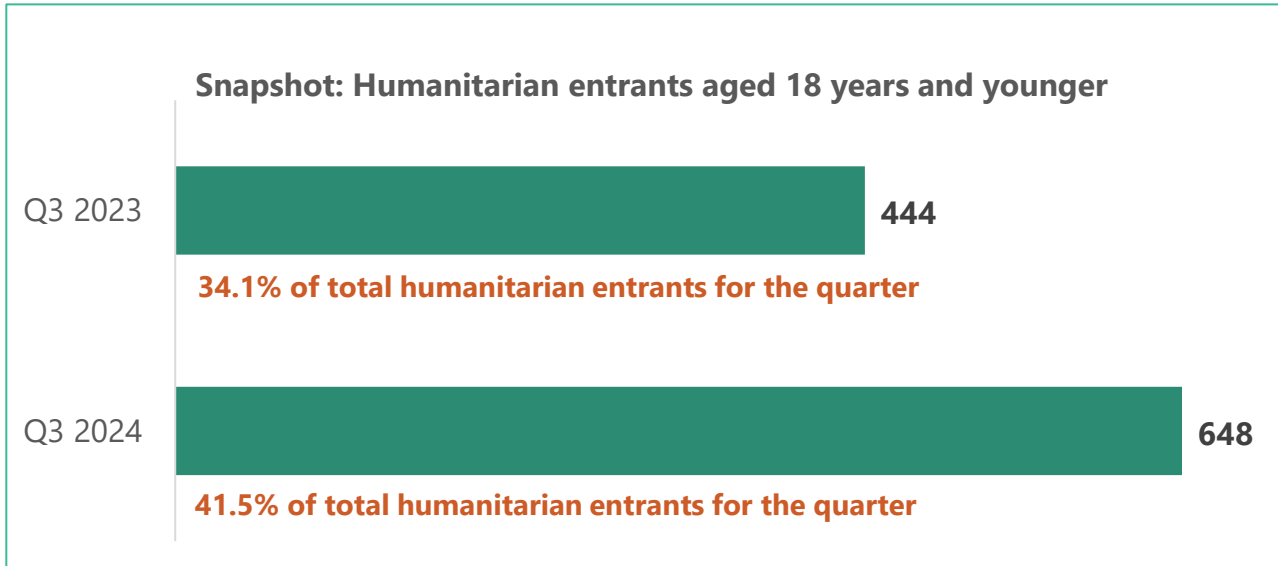 Snapshot: Humanitarian entrants aged 18 years and younger
Q3 2023
444
34.1% of total humanitarian entrants for the quarter
Q3 2024
648
41.5% of total humanitarian entrants for the quarter